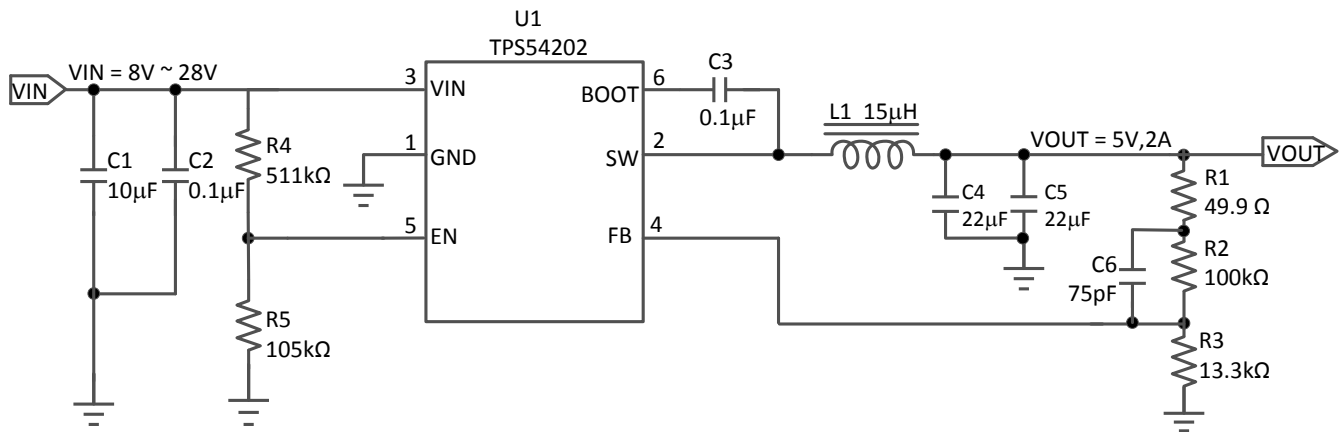 U1
TPS54202
VIN
VIN = 8V ~ 28V
3
VIN
BOOT
6
C3
0.1µF
L1 15µH
VOUT = 5V,2A
VOUT
C1
10µF
C2
0.1µF
R4
511kΩ
1
GND
SW
2
C4
22µF
C5
22µF
R1
49.9 Ω
5
EN
FB
4
C6
75pF
R2
100kΩ
R5
105kΩ
R3
13.3kΩ